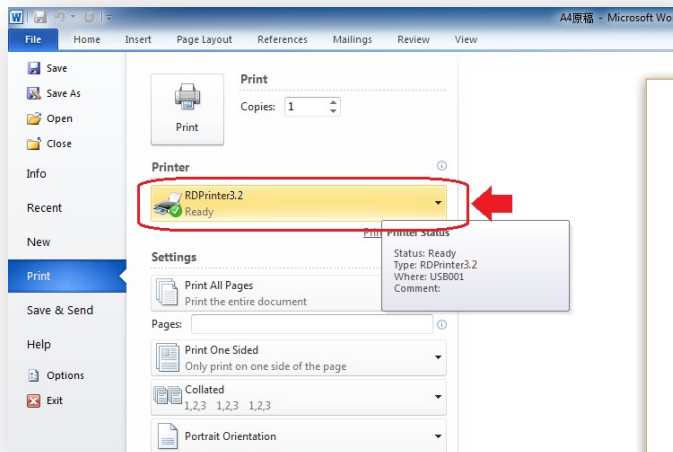 A4原稿 - Microsoft Wo
File Home Insert Page Layout References Mailings Review View
Save
Save As
Open
Close
Info
Recent
New
Print
Save & Send
Help
Options
Exit
Print
Copies: 1
Print
Printer
RDPrinter3.2
Ready
Printer Status
Status: Ready
Type: RDPrinter3.2
Where: USB001
Comment:
Settings
Print All Pages
Print the entire document
Pages:
Print One Sided
Only print on one side of the page
Collated
1,2,3 1,2,3 1,2,3
Portrait Orientation